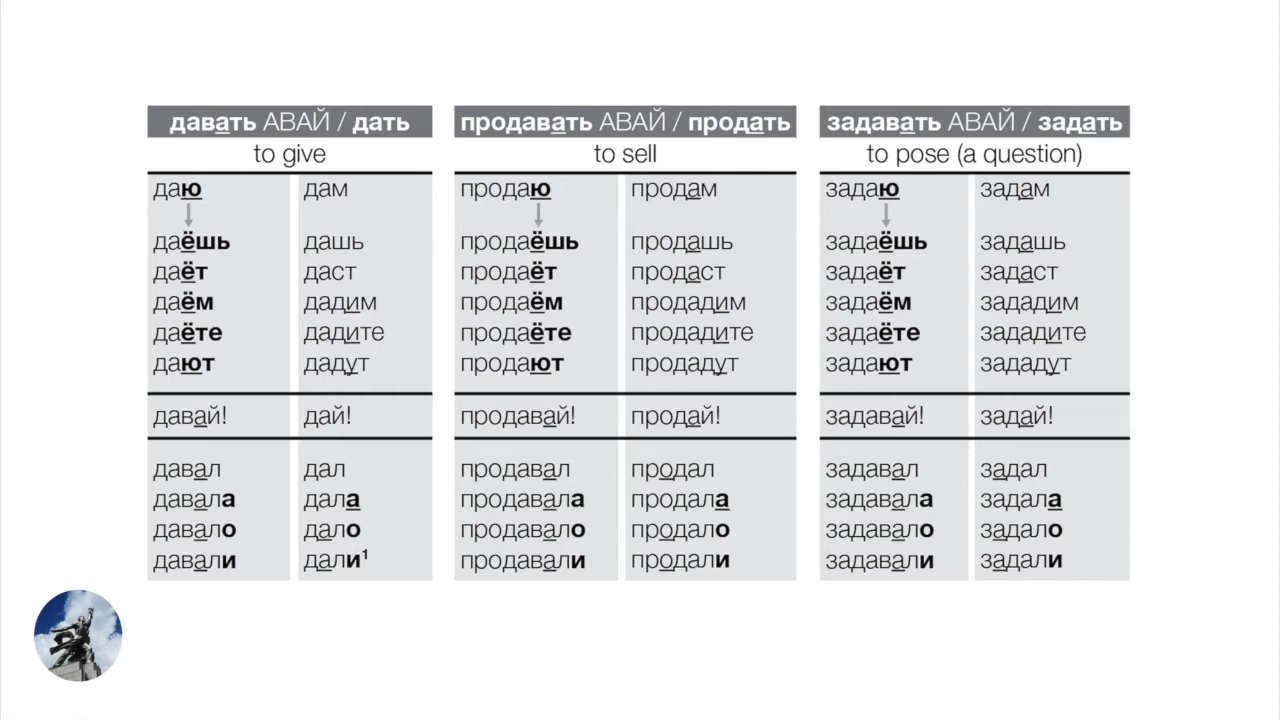 давать АВАЙ / дать продавать АВАЙ / продать задавать АВАЙ / задать
to give to sell to pose (a question)
даю дам продаю продам задаю задам
даёшь дашь продаёшь продашь задаёшь задашь
даёт даст продаёт продаст задаёт задаст
даём дадим продаём продадим задаём зададим
даёте дадите продаёте продадите задаёте зададите
дают дадут продают продадут задают зададут
давай! дай! продавай! продай! задавай! задай!
давал дал продавал продал задавал задал
давала дала продавала продала задавала задала
давало дало продавало продало задавало задало
давали дали¹ продавали продали задавали задали